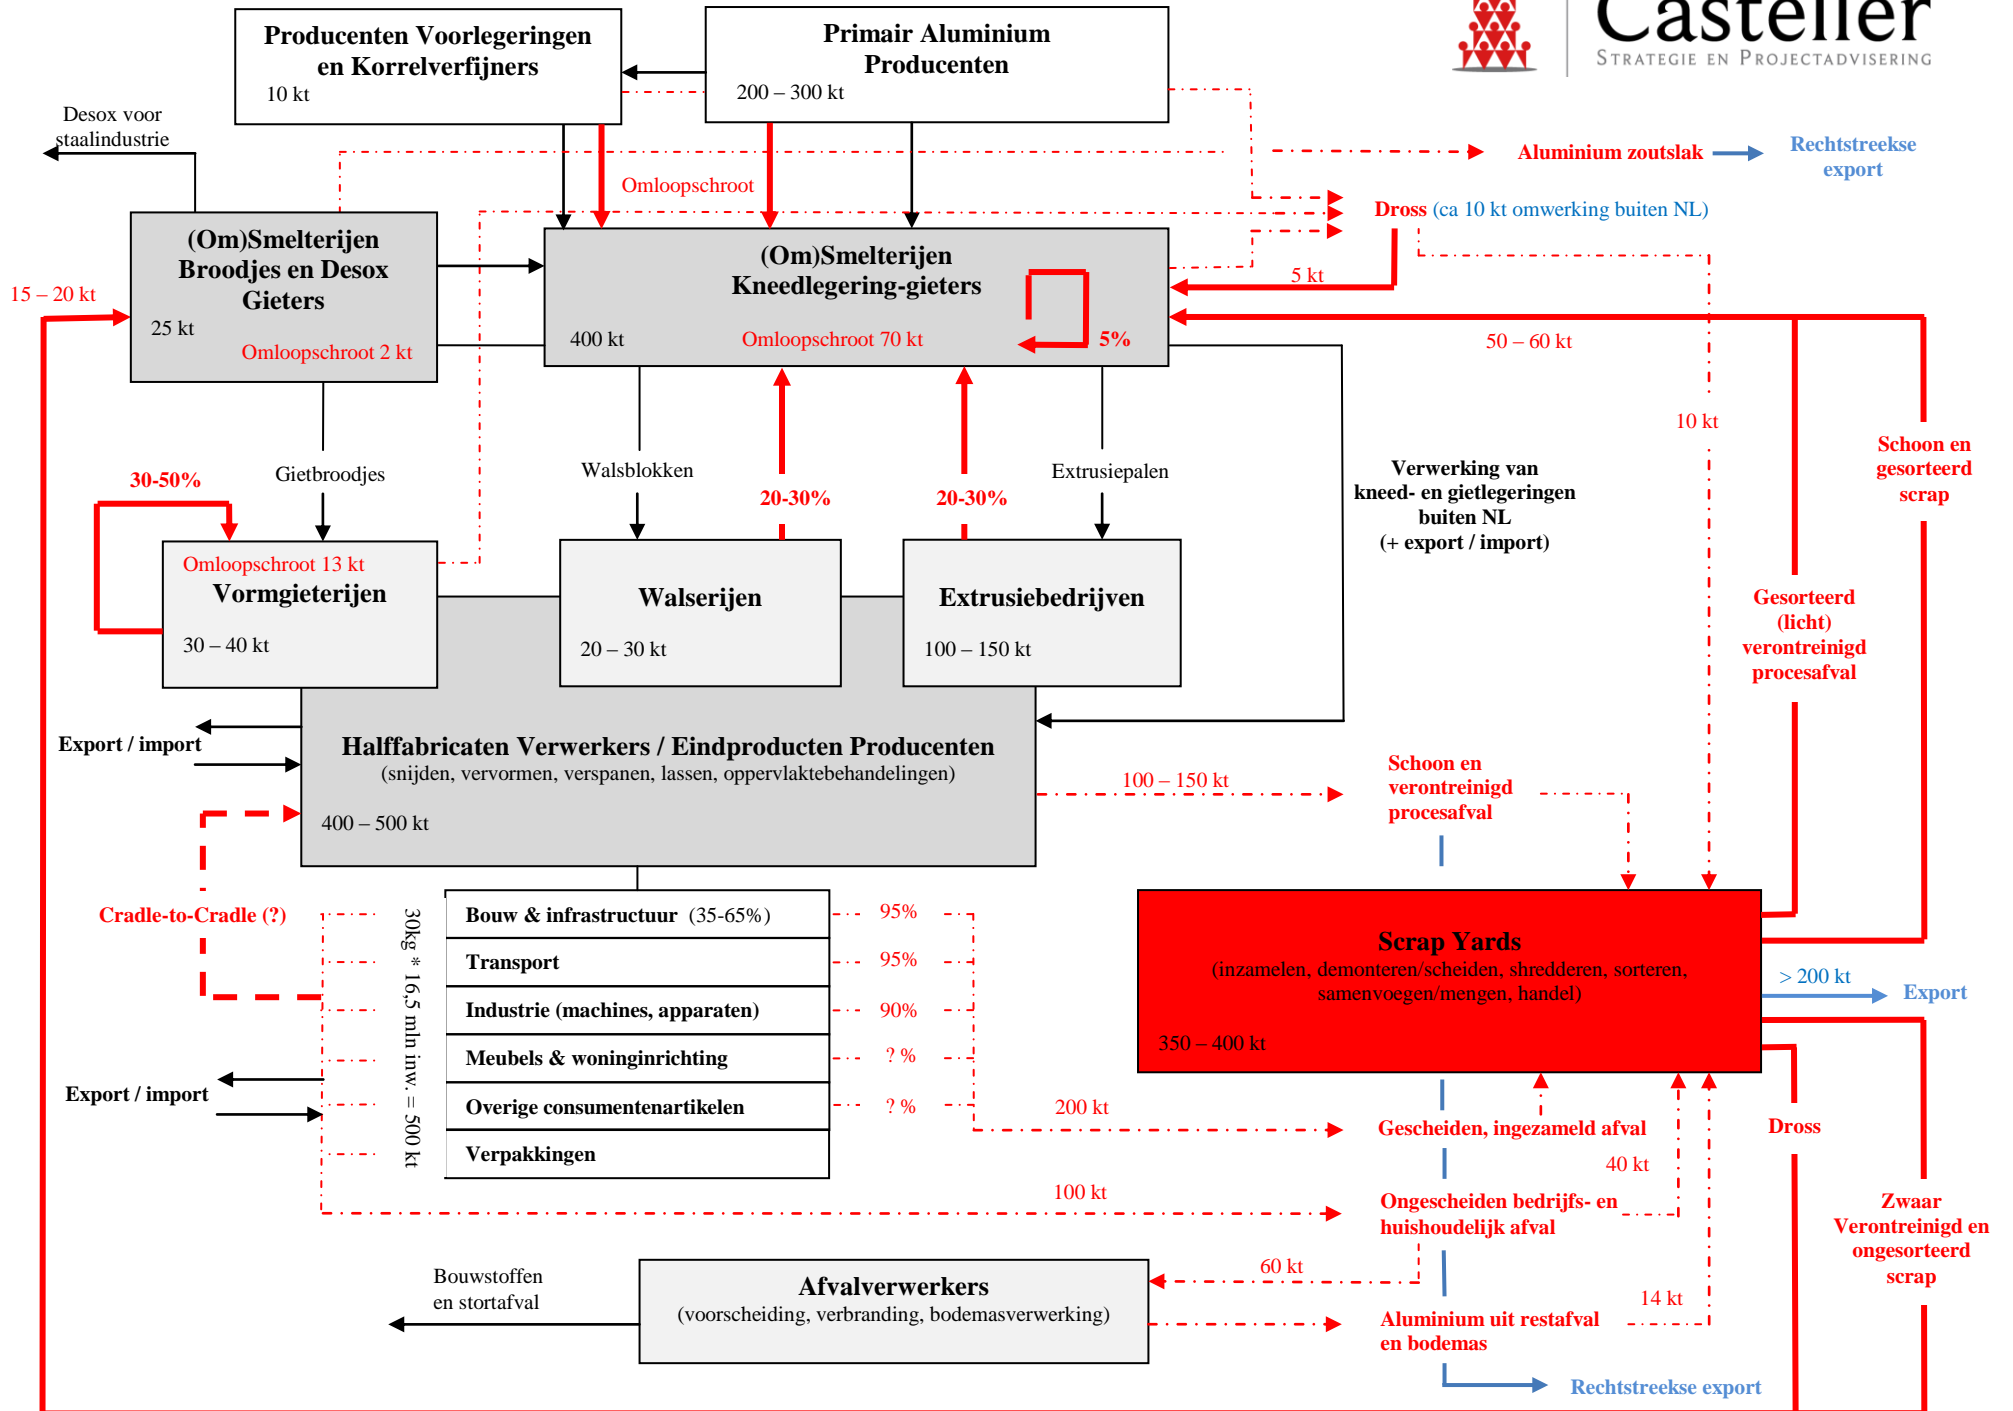 Casteller
STRATEGIE EN PROJECTADVISERING
Producenten Voorlegeringen
en Korrelverfijners
10 kt
Primair Aluminium
Producenten
200 – 300 kt
Desox voor
staalindustrie
Omloopschroot
Aluminium zoutslak
Rechtstreekse
export
Dross (ca 10 kt omwerking buiten NL)
(Om)Smelterijen
Broodjes en Desox
Gieters
25 kt
Omloopschroot 2 kt
15 – 20 kt
(Om)Smelterijen
Kneedlegering-gieters
400 kt
Omloopschroot 70 kt
5%
5 kt
50 – 60 kt
10 kt
Schoon en
gesorteerd
scrap
30-50%
Gietbroodjes
Walsblokken
20-30%
20-30%
Extrusiepalen
Verwerking van
kneed- en gietlegeringen
buiten NL
(+ export / import)
Omloopschroot 13 kt
Vormgieterijen
30 – 40 kt
Walserijen
20 – 30 kt
Extrusiebedrijven
100 – 150 kt
Gesorteerd
(licht)
verontreinigd
procesafval
Export / import
Halffabricaten Verwerkers / Eindproducten Producenten
(snijden, vervormen, verspanen, lassen, oppervlaktebehandelingen)
400 – 500 kt
100 – 150 kt
Schoon en
verontreinigd
procesafval
Cradle-to-Cradle (?)
30kg * 16,5 mln inw. = 500 kt
Bouw & infrastructuur (35-65%)
95%
Transport
95%
Industrie (machines, apparaten)
90%
Meubels & woninginrichting
? %
Overige consumentenartikelen
? %
Verpakkingen
Export / import
Scrap Yards
(inzamelen, demonteren/scheiden, shredderen, sorteren,
samenvoegen/mengen, handel)
350 – 400 kt
> 200 kt
Export
200 kt
Gescheiden, ingezameld afval
40 kt
Dross
100 kt
Ongescheiden bedrijfs- en
huishoudelijk afval
Zwaar
Verontreinigd en
ongesorteerd
scrap
60 kt
Bouwstoffen
en stortafval
Afvalverwerkers
(voorscheiding, verbranding, bodemasverwerking)
14 kt
Aluminium uit restafval
en bodemas
Rechtstreekse export